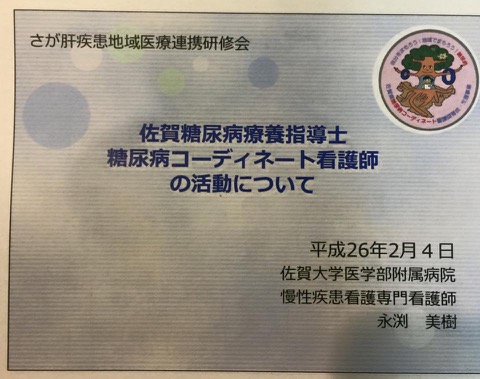 さが肝疾患地域医療連携研修会
佐賀糖尿病療養指導士
糖尿病コーディネート看護師
の活動について
平成26年2月４日
佐賀大学医学部附属病院
慢性疾患看護専門看護師
永渕　美樹